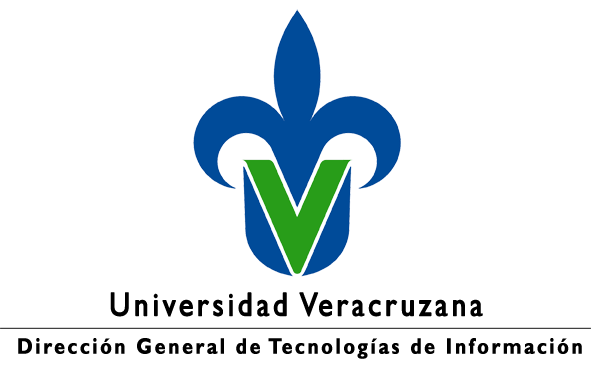 Universidad Veracruzana
Dirección General de Tecnologías de Información